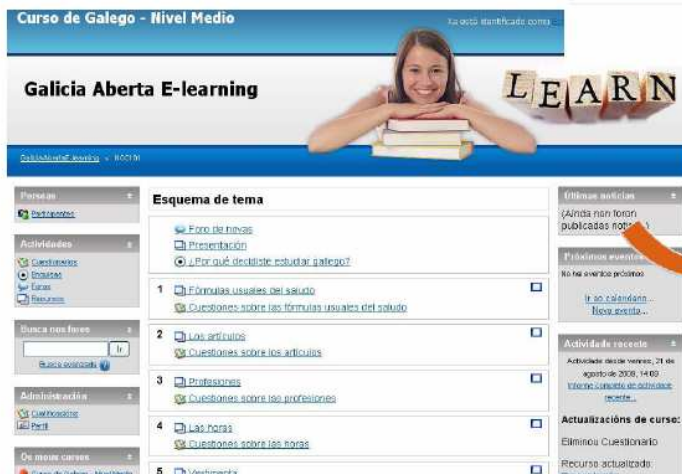 Curso de Galego - Nivel Medio
Xa está identificado como
Galicia Aberta E-learning
LEARN
Persoas
Participantes
Actividades
Cuestionarios
Enquisas
Foros
Recursos
Busca nos foros
Ir
Busca avanzada
Administración
Cualificacións
Perfil
Os meus cursos
Esquema de tema
Foro de novas
Presentación
¿Por qué decidiste estudiar gallego?
1 Fórmulas usuales del saludo
Cuestiones sobre las fórmulas usuales del saludo
2 Los artículos
Cuestiones sobre los artículos
3 Profesiones
Cuestiones sobre las profesiones
4 Las horas
Cuestiones sobre las horas
5 Vestimenta
Últimas noticias
(Aínda non foron
publicadas
Próximos eventos
No hai eventos próximos
Ir ao calendario...
Novo evento...
Actividade recente
Actividade desde venres, 21 de
agosto de 2009,
Informe completo de actividade
recente...
Actualizacións de curso:
Eliminou Cuestionario
Recurso actualizado